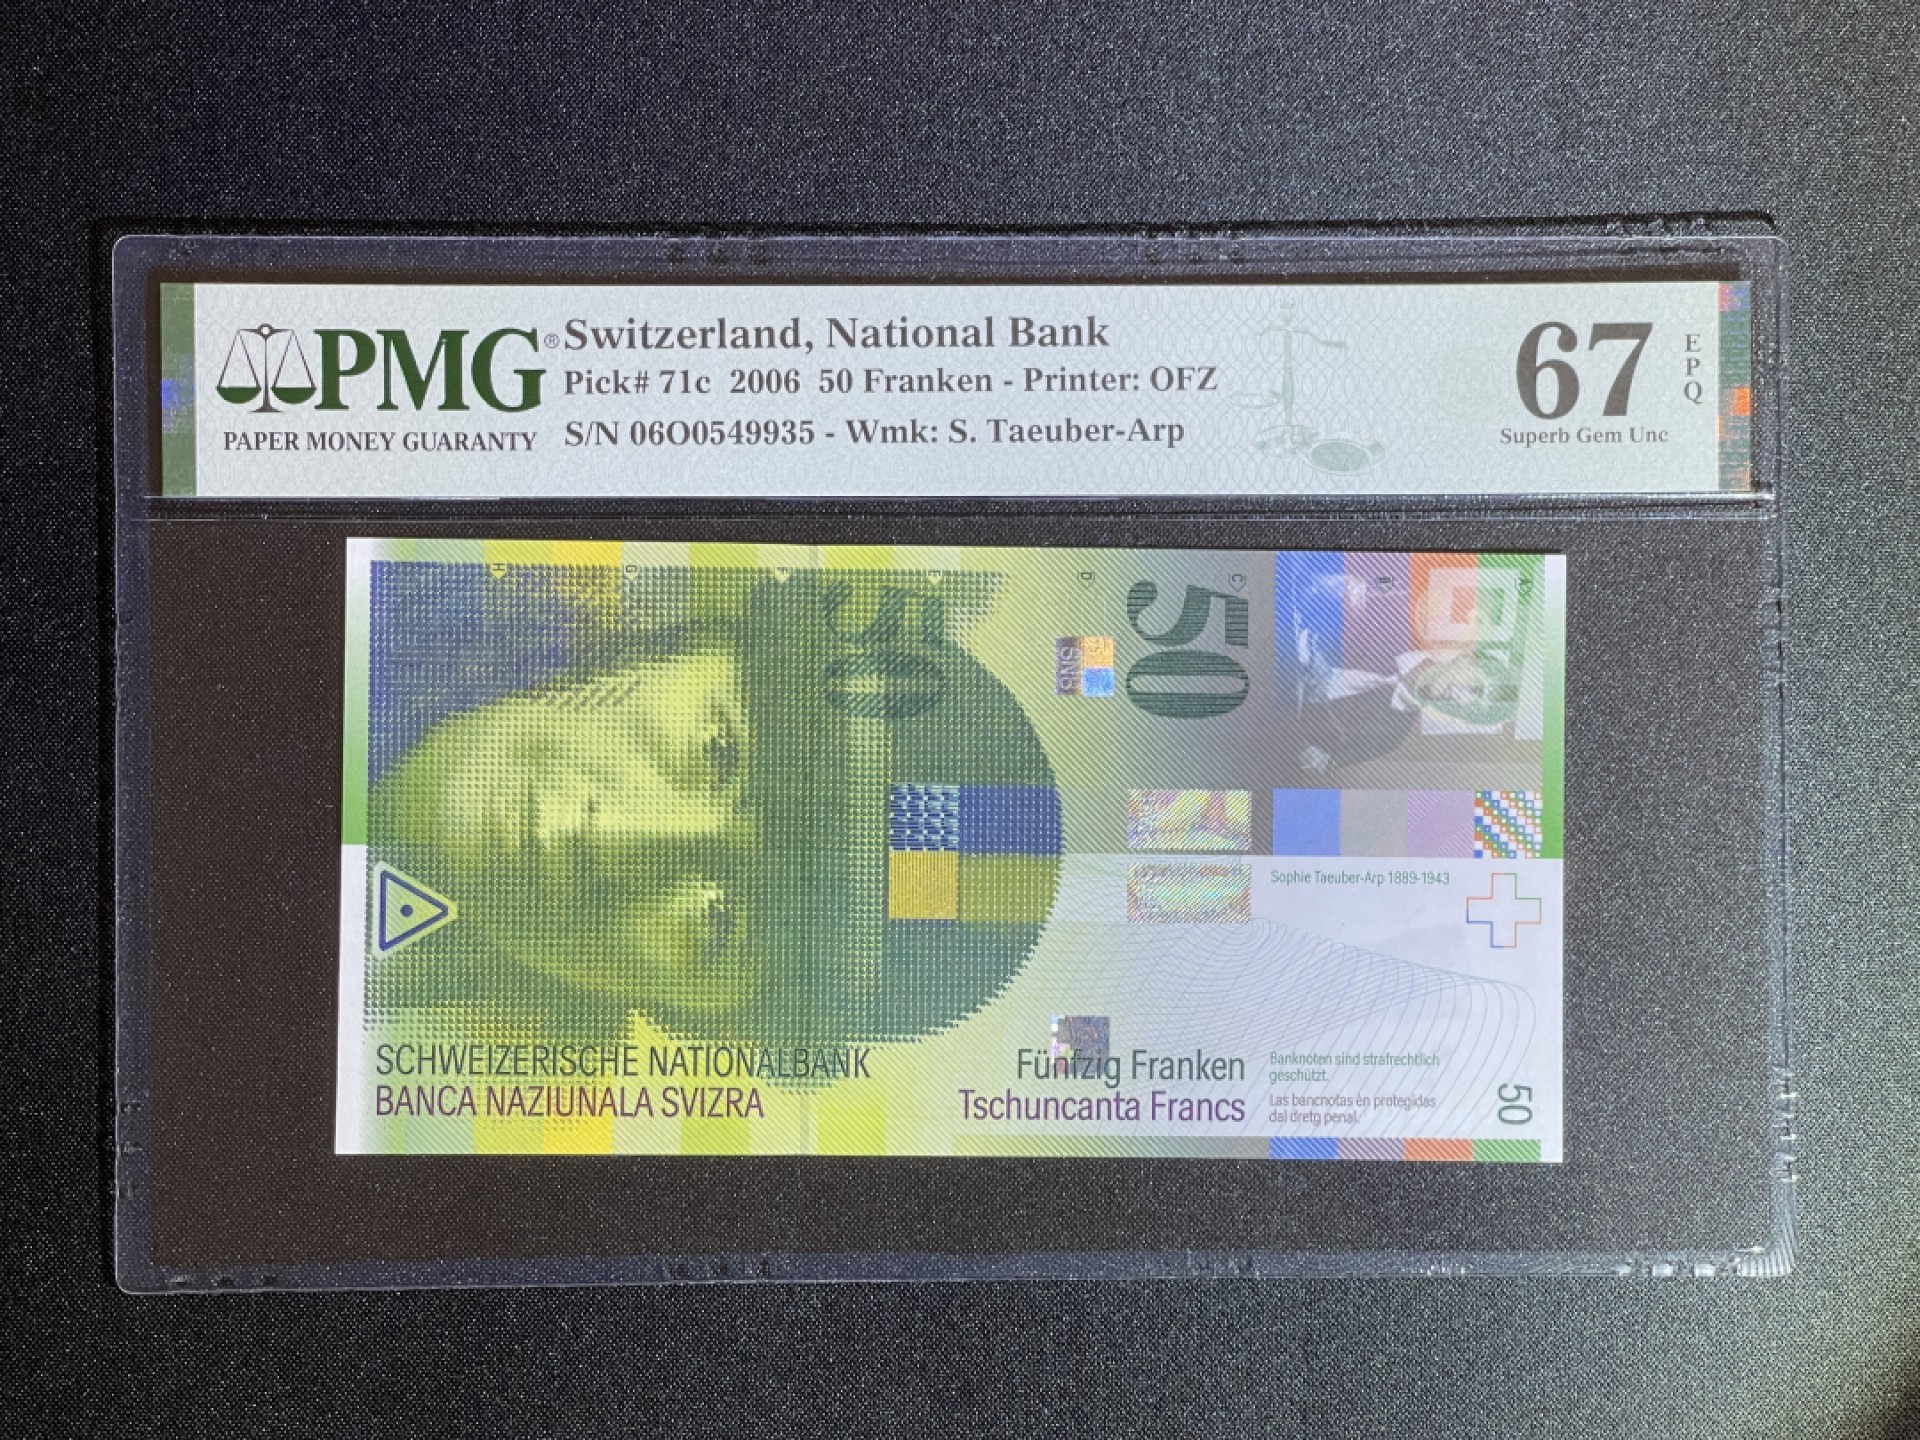 PMG®
PAPER MONEY GUARANTY
Switzerland, National Bank
Pick# 71c 2006 50 Franken - Printer: OFZ
S/N 06O0549935 - Wmk: S. Taeuber-Arp
67
EPQ
Superb Gem Unc
H G F E D C B A
50
50
SNB
Sophie Taeuber-Arp 1889-1943
SCHWEIZERISCHE NATIONALBANK
BANCA NAZIUNALA SVIZRA
Fünfzig Franken
Tschuncanta Francs
Banknoten sind strafrechtlich
geschützt.
Las bancnotas èn protegidas
dal dretg penal.
50